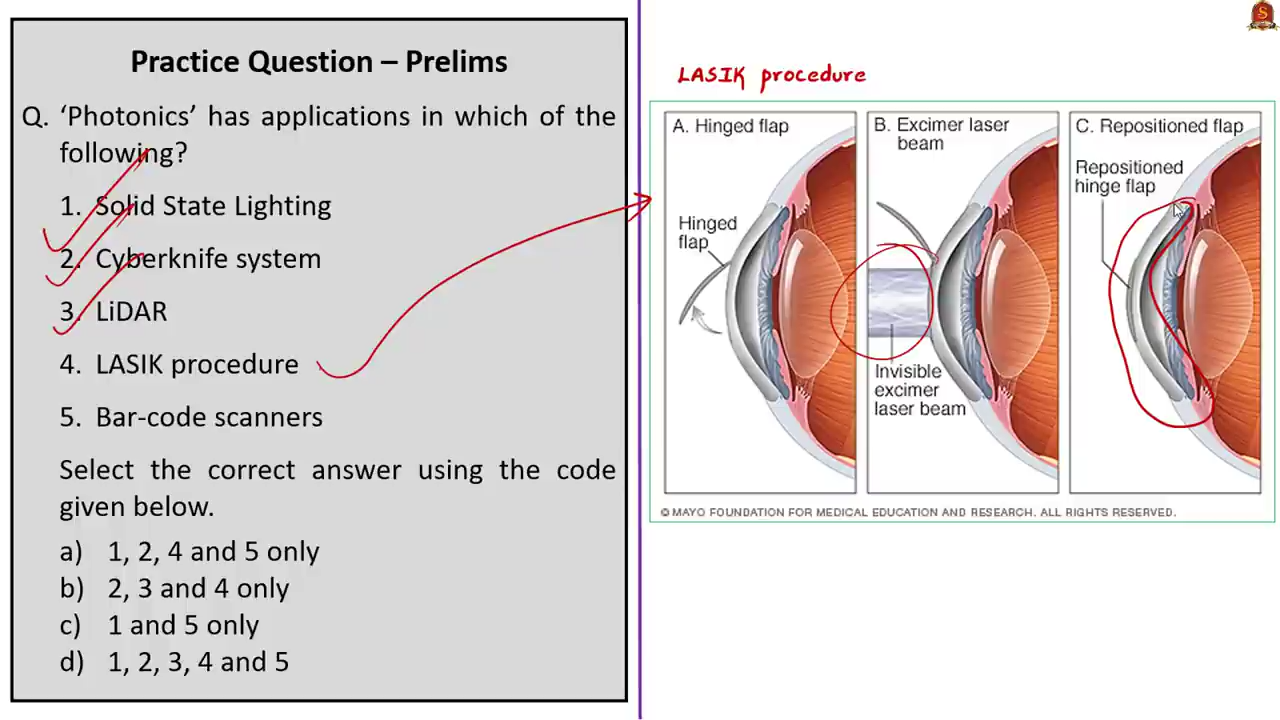 Practice Question – Prelims
Q. ‘Photonics’ has applications in which of the
following?
1. Solid State Lighting
2. Cyberknife system
3. LiDAR
4. LASIK procedure
5. Bar-code scanners
Select the correct answer using the code
given below.
a) 1, 2, 4 and 5 only
b) 2, 3 and 4 only
c) 1 and 5 only
d) 1, 2, 3, 4 and 5
LASIK procedure
A. Hinged flap
Hinged
flap
B. Excimer laser
beam
Invisible
excimer
laser beam
C. Repositioned flap
Repositioned
hinge flap
© MAYO FOUNDATION FOR MEDICAL EDUCATION AND RESEARCH. ALL RIGHTS RESERVED.
S